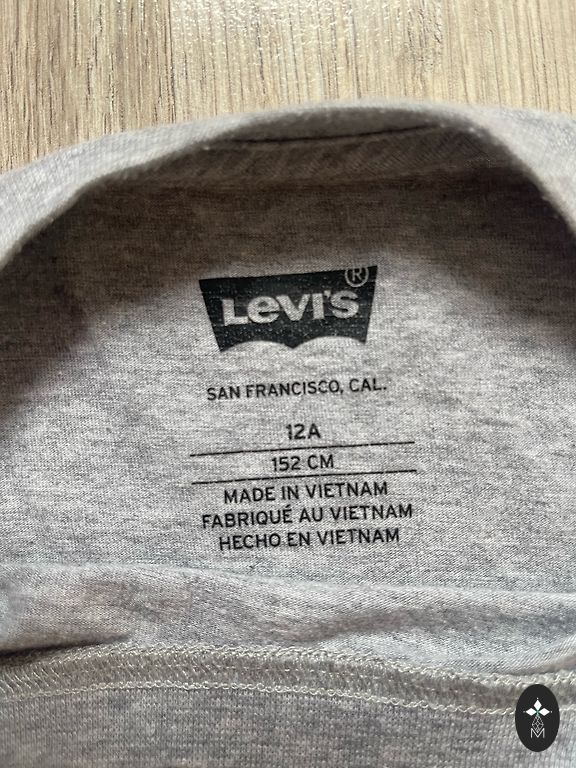 LEVI'S®
SAN FRANCISCO, CAL.
12A
152 CM
MADE IN VIETNAM
FABRIQUÉ AU VIETNAM
HECHO EN VIETNAM
M